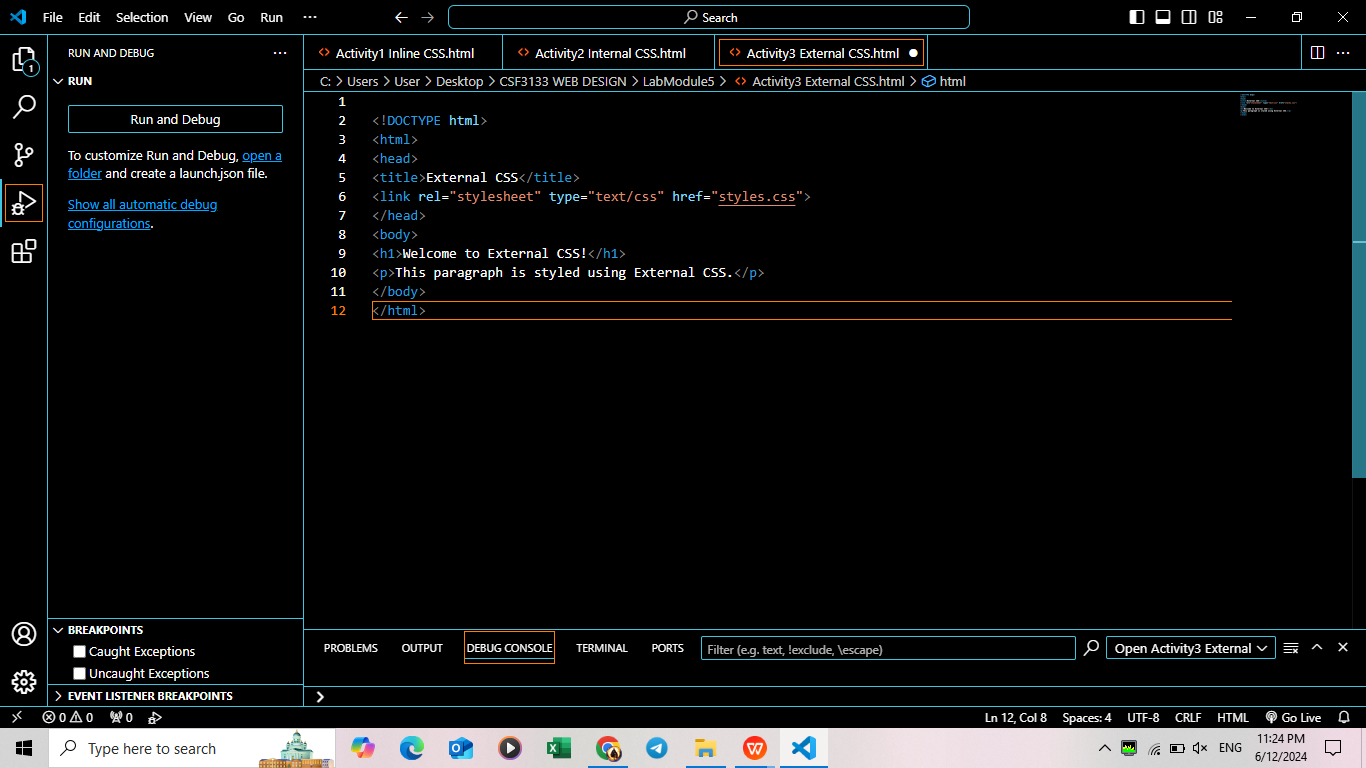 File Edit Selection View Go Run ···
Search
RUN AND DEBUG ···
Activity1 Inline CSS.html
Activity2 Internal CSS.html
Activity3 External CSS.html
C: > Users > User > Desktop > CSF3133 WEB DESIGN > LabModule5 > Activity3 External CSS.html > html
RUN
Run and Debug
To customize Run and Debug, open a
folder and create a launch.json file.
Show all automatic debug
configurations.
1
2 <!DOCTYPE html>
3 <html>
4 <head>
5 <title>External CSS</title>
6 <link rel="stylesheet" type="text/css" href="styles.css">
7 </head>
8 <body>
9 <h1>Welcome to External CSS!</h1>
10 <p>This paragraph is styled using External CSS.</p>
11 </body>
12 </html>
1
BREAKPOINTS
Caught Exceptions
Uncaught Exceptions
EVENT LISTENER BREAKPOINTS
PROBLEMS OUTPUT DEBUG CONSOLE TERMINAL PORTS
Filter (e.g. text, !exclude, \escape)
Open Activity3 External
0 0 0
Ln 12, Col 8 Spaces: 4 UTF-8 CRLF HTML Go Live
Type here to search
ENG
11:24 PM
6/12/2024